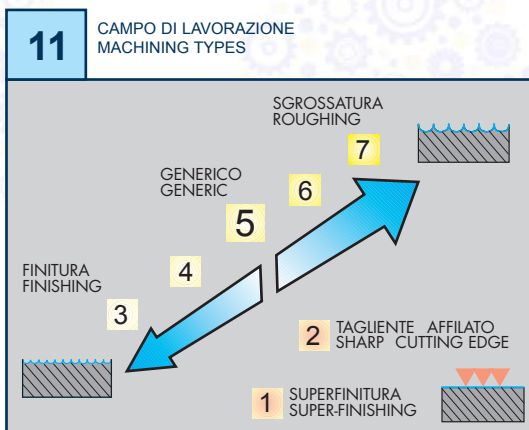 11
CAMPO DI LAVORAZIONE
MACHINING TYPES
SGROSSATURA
ROUGHING
7
GENERICO
GENERIC
6
5
FINITURA
FINISHING
4
3
2 TAGLIENTE AFFILATO
SHARP CUTTING EDGE
1 SUPERFINITURA
SUPER-FINISHING